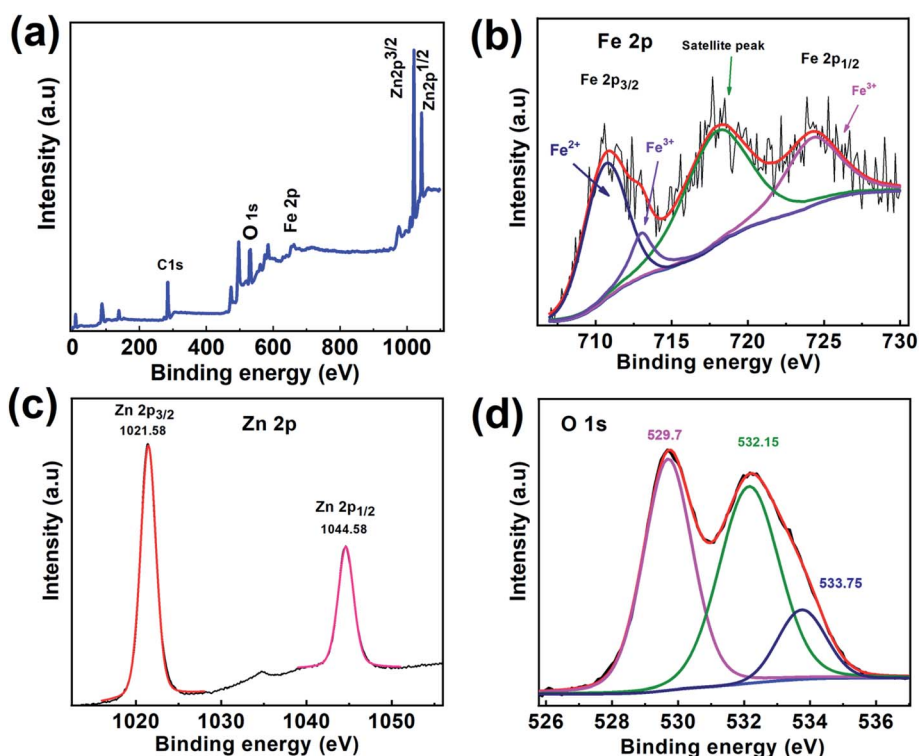 (a)
Intensity (a.u)
C1s
O 1s
Fe 2p
Zn2p3/2
Zn2p1/2
0 200 400 600 800 1000
Binding energy (eV)
(b)
Intensity (a.u)
Fe 2p
Satellite peak
Fe 2p3/2
Fe 2p1/2
Fe3+
Fe2+
Fe3+
710 715 720 725 730
Binding energy (eV)
(c)
Intensity (a.u)
Zn 2p3/2
1021.58
Zn 2p
Zn 2p1/2
1044.58
1020 1030 1040 1050
Binding energy (eV)
(d)
Intensity (a.u)
O 1s
529.7
532.15
533.75
526 528 530 532 534 536
Binding energy (eV)